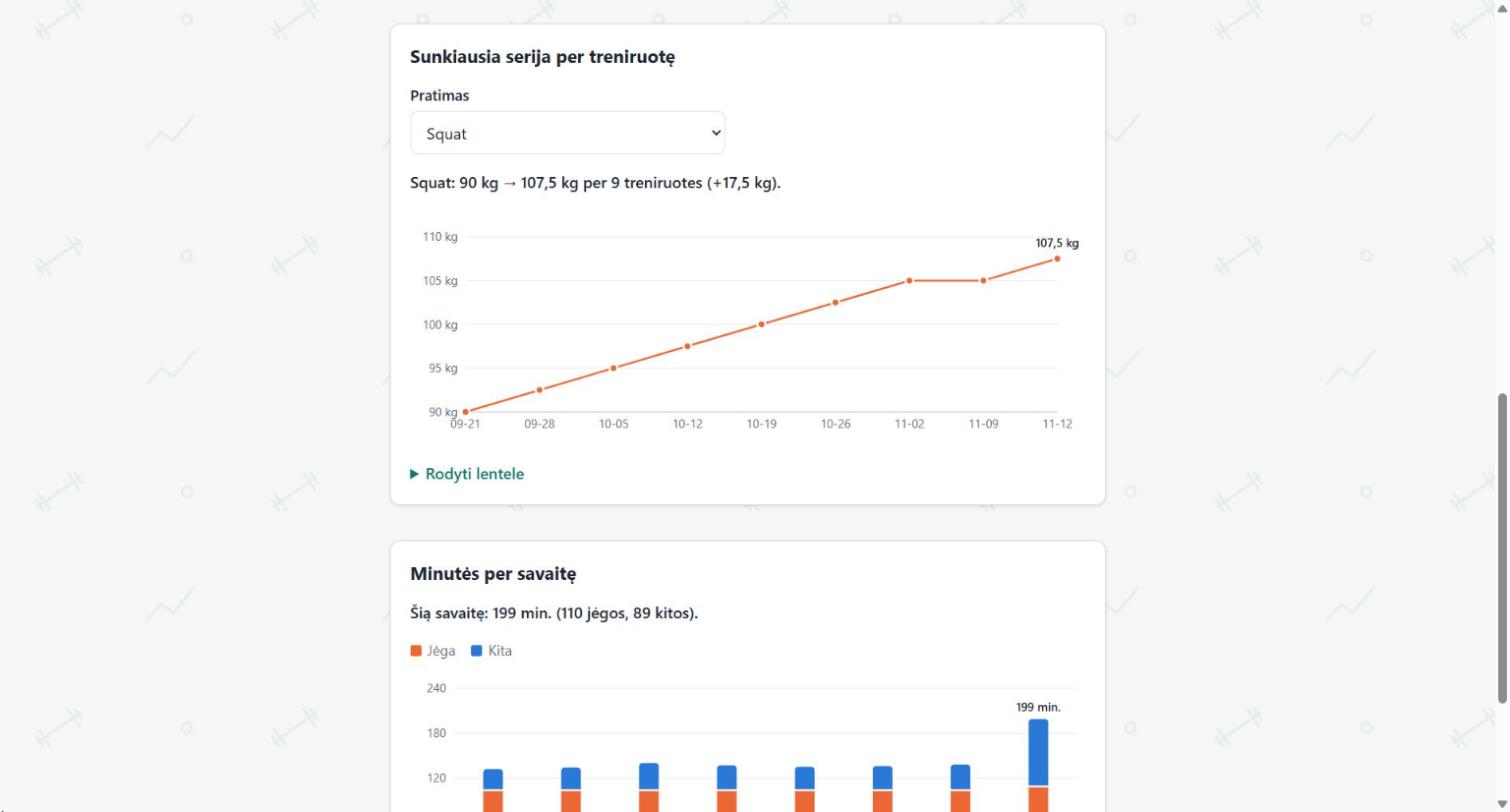 Sunkiausia serija per treniruotę
Pratimas
Squat
Squat: 90 kg → 107,5 kg per 9 treniruotes (+17,5 kg).
110 kg
107,5 kg
105 kg
100 kg
95 kg
90 kg
09-21 09-28 10-05 10-12 10-19 10-26 11-02 11-09 11-12
Rodyti lentele
Minutės per savaitę
Šią savaitę: 199 min. (110 jėgos, 89 kitos).
Jėga Kita
240
199 min.
180
120